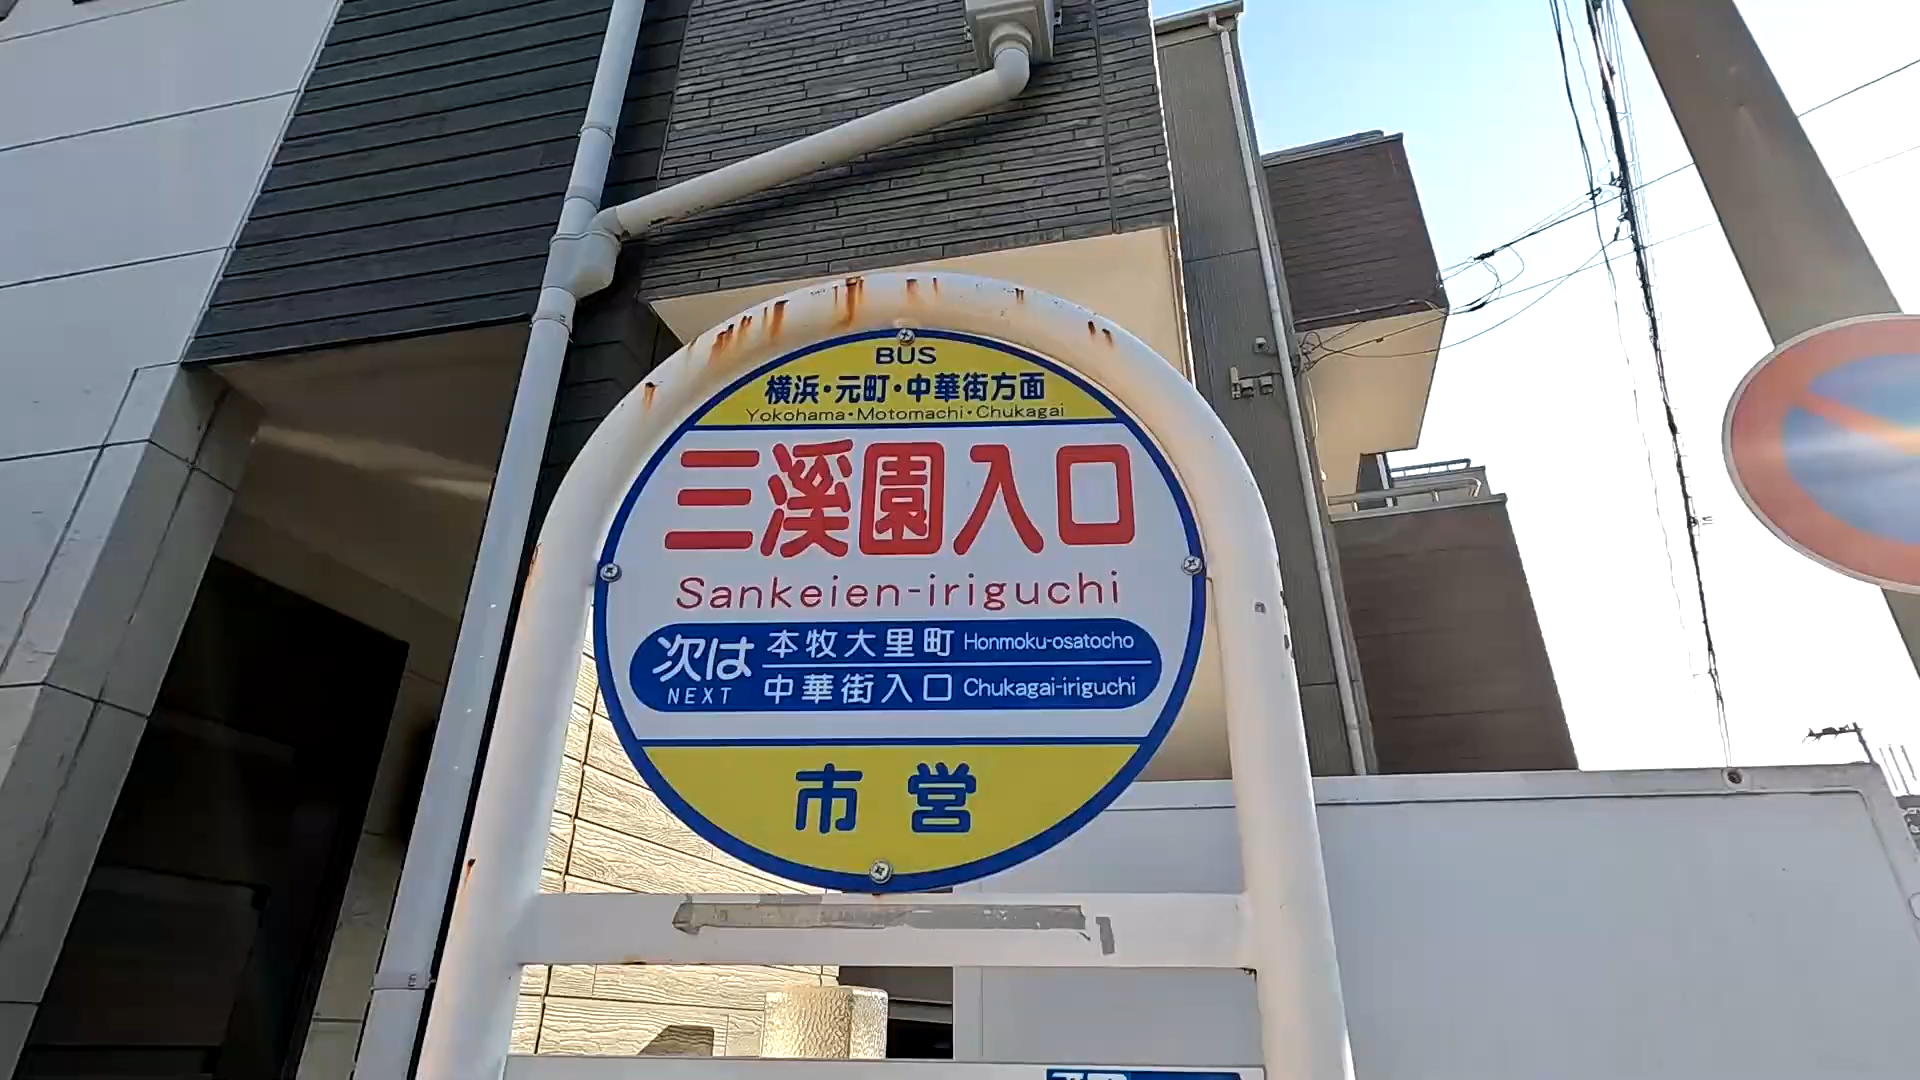 BUS
横浜・元町・中華街方面
Yokohama・Motomachi・Chukagai
三溪園入口
Sankeien-iriguchi
次は NEXT
本牧大里町 Honmoku-osatocho
中華街入口 Chukagai-iriguchi
市営